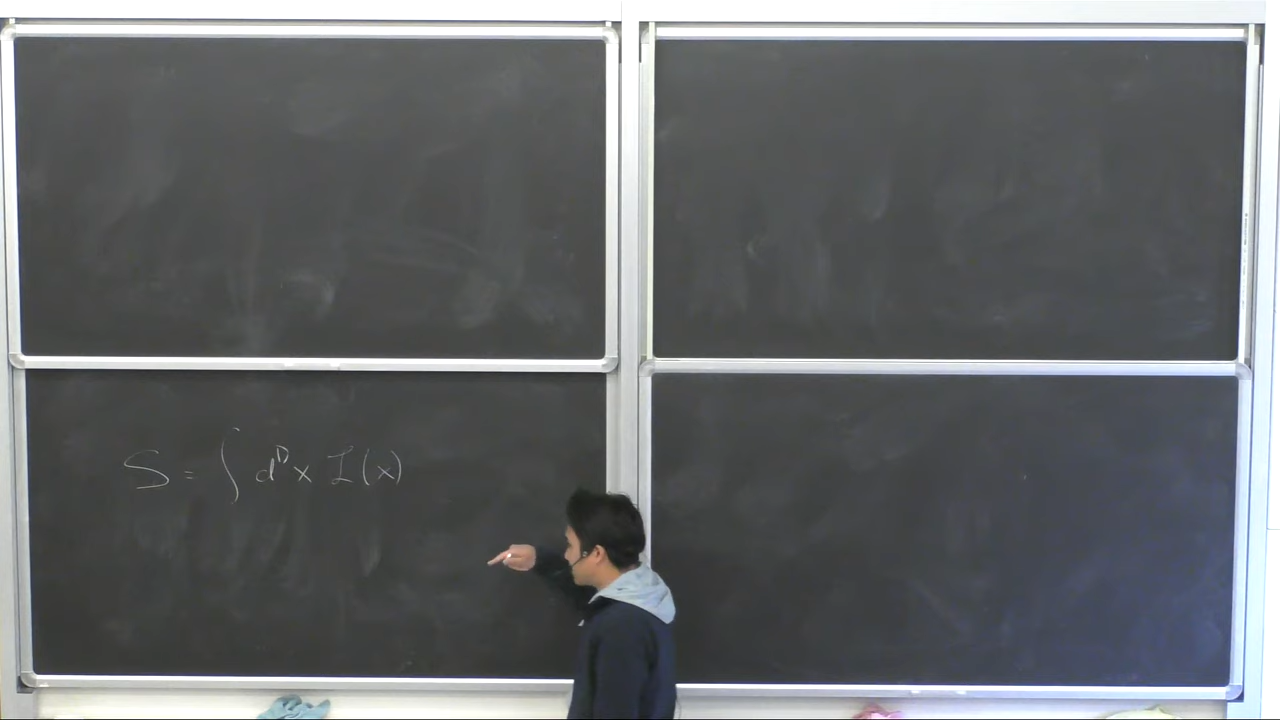 S = ∫ d^D x ℒ(x)